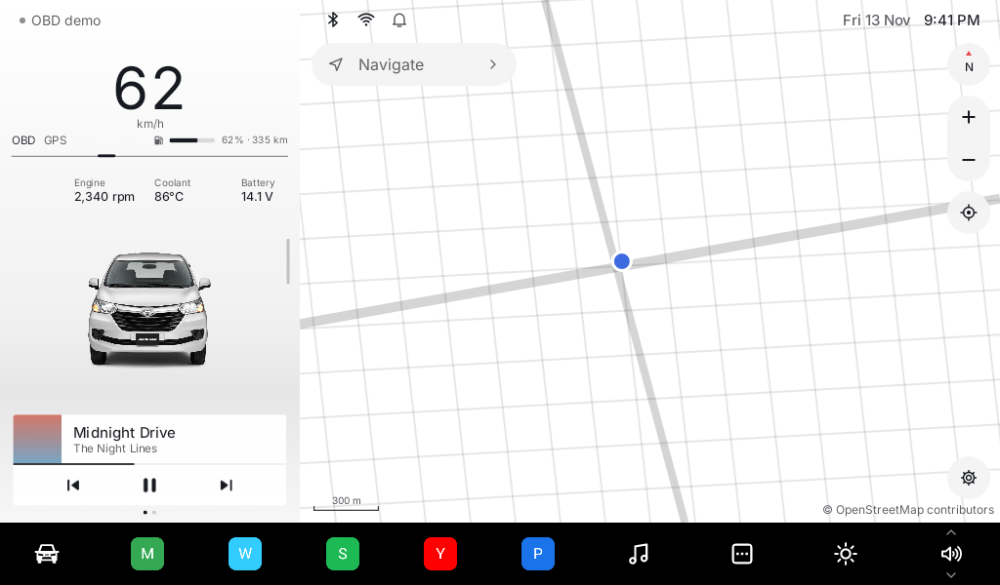 OBD demo
62
km/h
OBD GPS
62% · 335 km
Engine
2,340 rpm
Coolant
86°C
Battery
14.1 V
Midnight Drive
The Night Lines
Navigate
Fri 13 Nov 9:41 PM
N
300 m
© OpenStreetMap contributors
M
W
S
Y
P